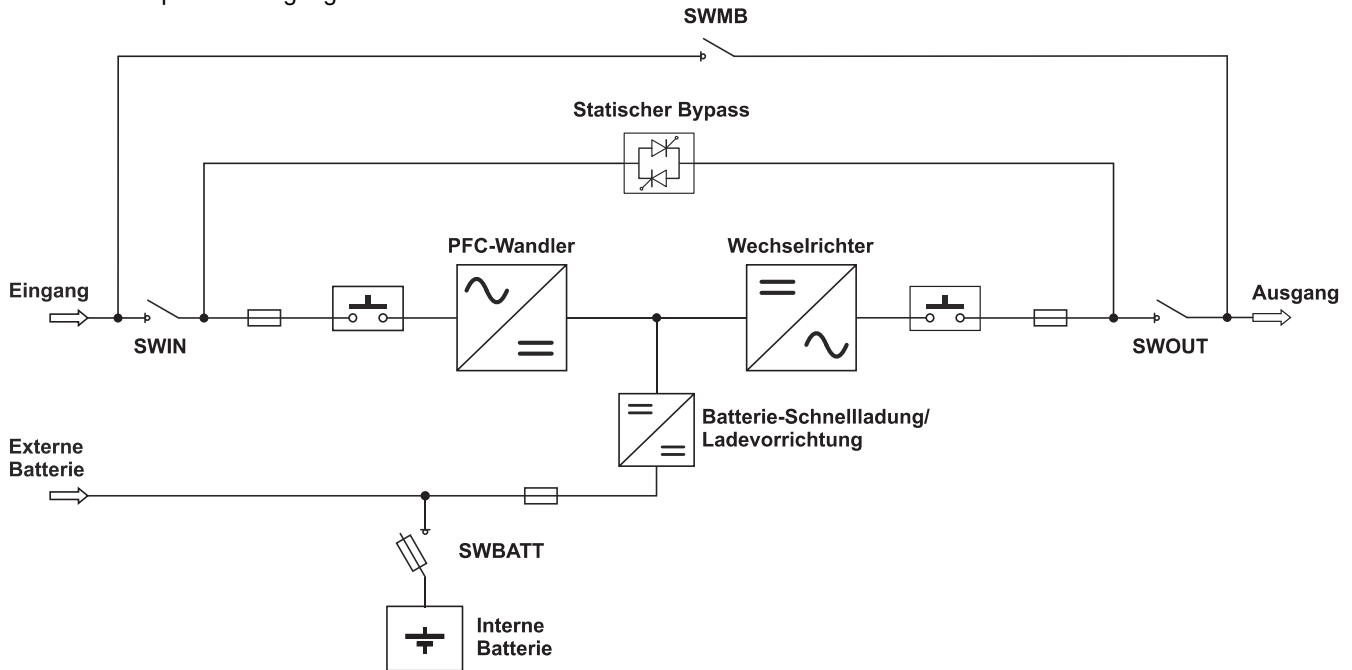 SWMB
Statischer Bypass
PFC-Wandler
Wechselrichter
Eingang
Ausgang
SWIN
SWOUT
Batterie-Schnellladung/
Ladevorrichtung
Externe
Batterie
SWBATT
Interne
Batterie